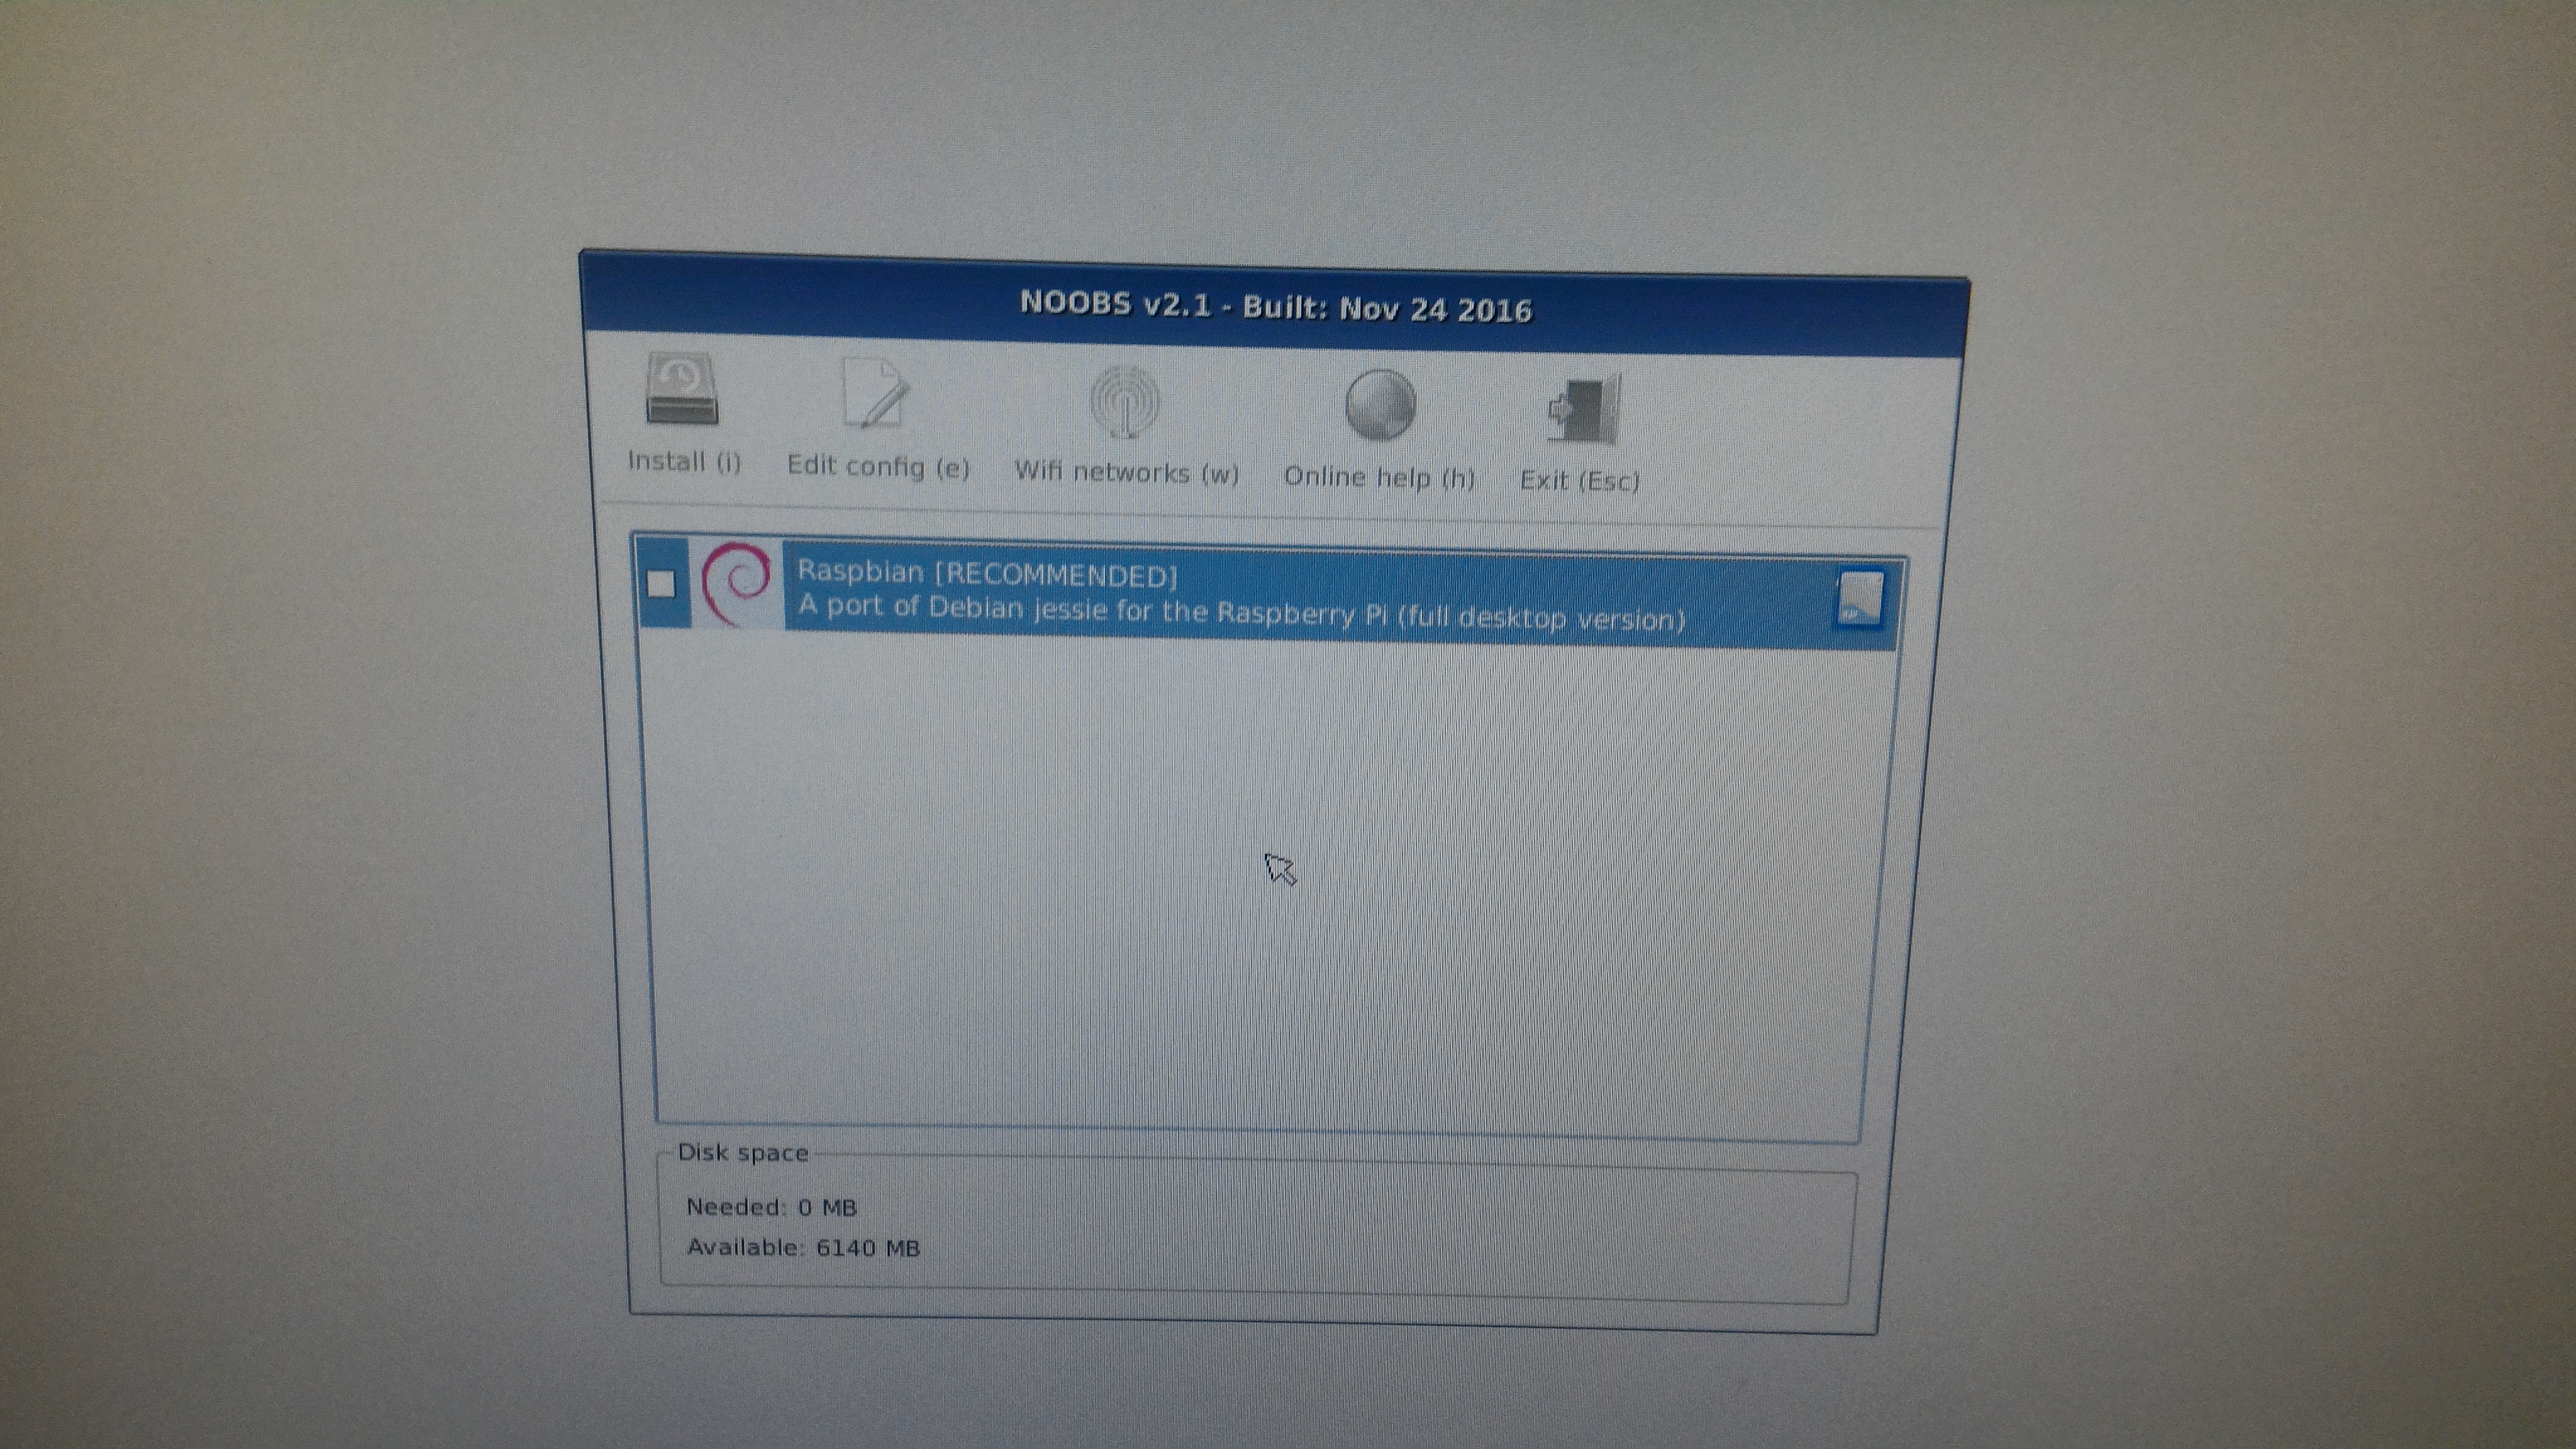 NOOBS v2.1 - Built: Nov 24 2016
Install (i) Edit config (e) Wifi networks (w) Online help (h) Exit (Esc)
Raspbian [RECOMMENDED]
A port of Debian jessie for the Raspberry Pi (full desktop version)
Disk space
Needed: 0 MB
Available: 6140 MB